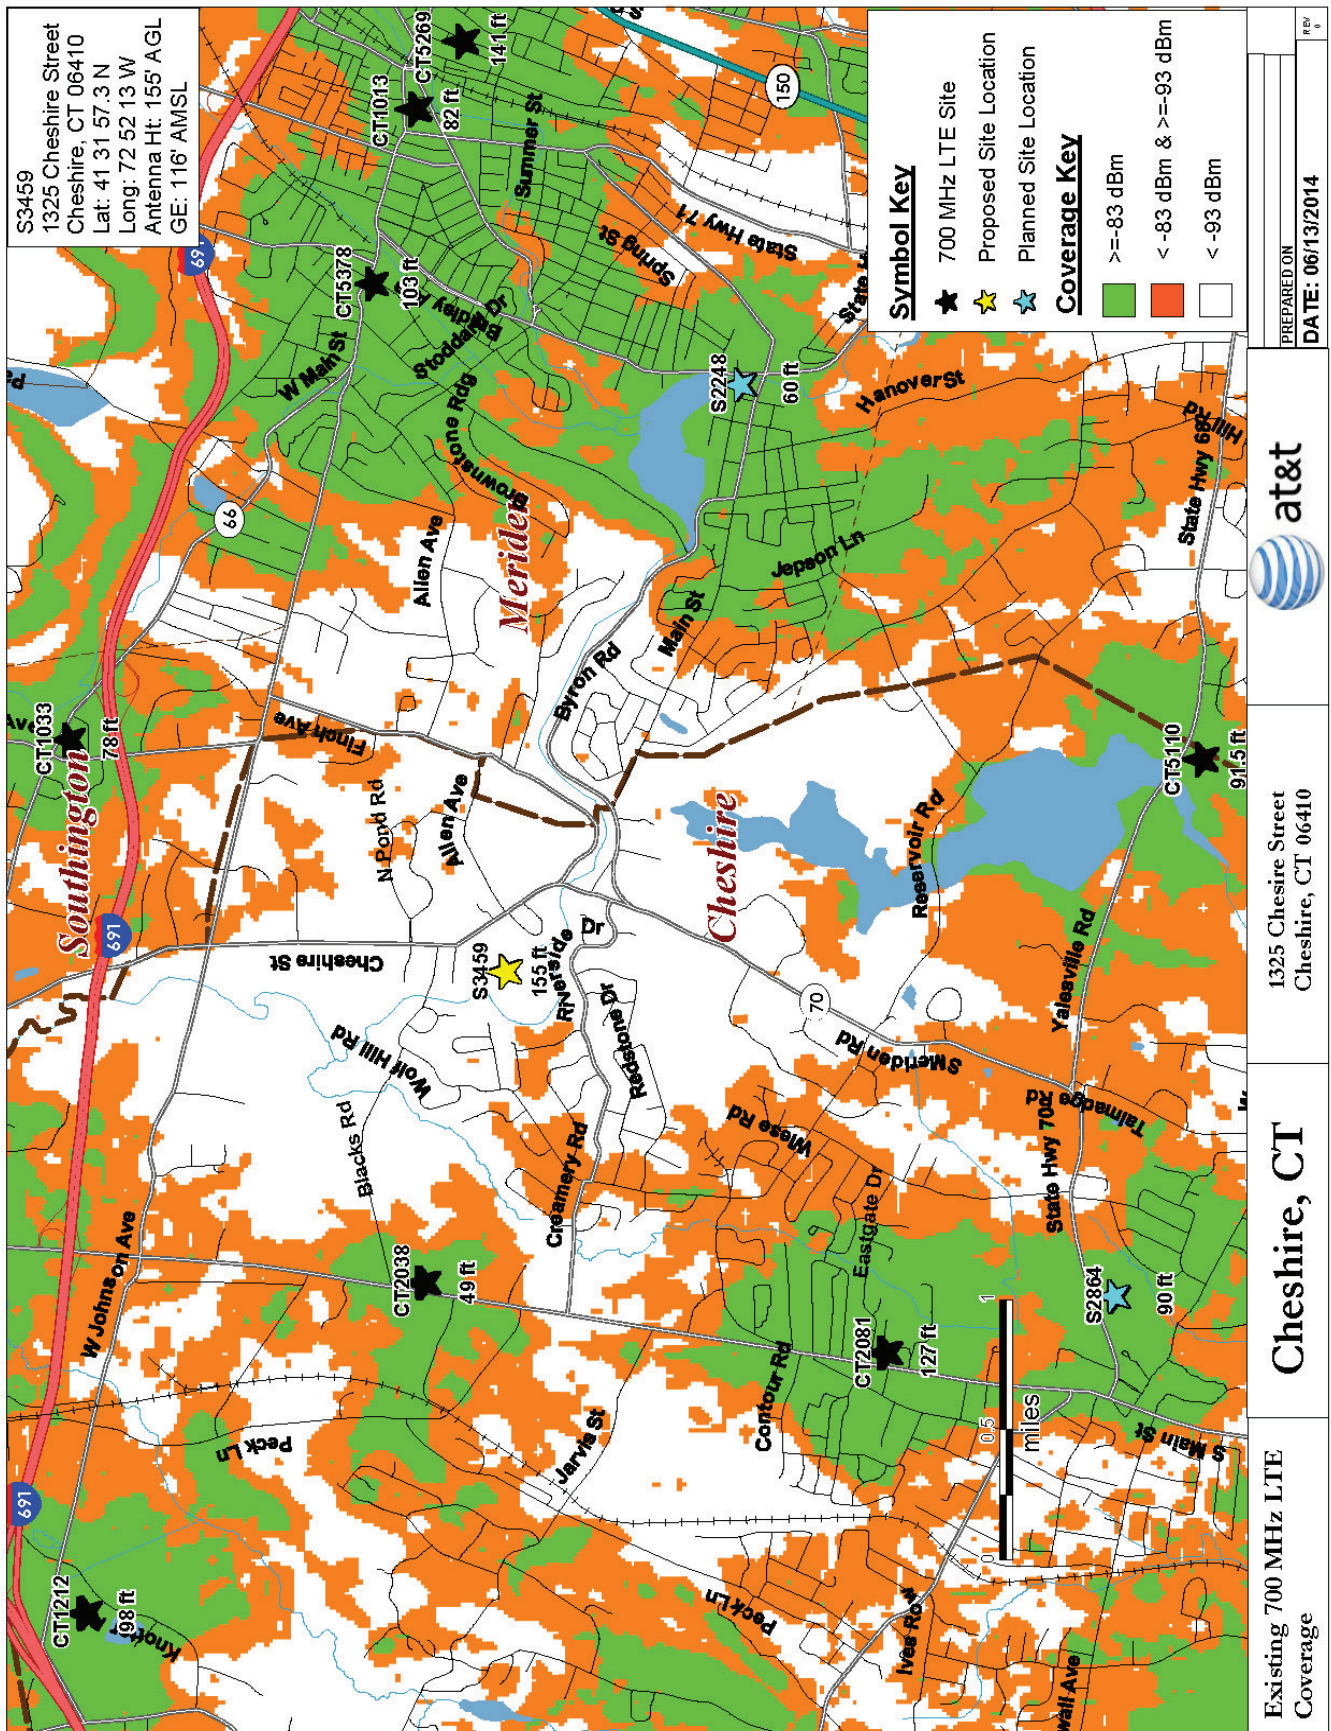 S3459
1325 Cheshire Street
Cheshire, CT 06410
Lat: 41 31 57.3 N
Long: 72 52 13 W
Antenna Ht: 155' AGL
GE: 116' AMSL
691
691
Southington
CT1033
78 ft
66
CT1212
98 ft
W Johnson Ave
Peck Ln
CT2038
49 ft
Blacks Rd
Wolf Hill Rd
Cheshire St
S3459
155 ft
Riverside
Dr
N Pond Rd
Allen Ave
Finch Ave
Allen Ave
Meriden
Brownstone Rdg
Stoddard Dr
Bradley Ave
W Main St
CT5378
103 ft
CT1013
82 ft
CT5269
141 ft
Summer St
Spring St
State Hwy 71
150
Byron Rd
Main St
S2248
60 ft
Jepson Ln
Hanover St
Creamery Rd
Redstone Dr
Jarvis St
Cheshire
Wiese Rd
70
S Meriden Rd
Reservoir Rd
Contour Rd
Eastgate Dr
CT2081
127 ft
Peck Ln
Ives Row
State Hwy 70
Talmadge Rd
Yalesville Rd
CT5110
91.5 ft
State Hwy 68
Hill Rd
S2864
90 ft
S Main St
0
0.5
1
miles
Symbol Key
700 MHz LTE Site
Proposed Site Location
Planned Site Location
Coverage Key
>=-83 dBm
< -83 dBm & >=-93 dBm
< -93 dBm
Existing 700 MHz LTE
Coverage
Cheshire, CT
1325 Chesire Street
Cheshire, CT 06410
at&t
PREPARED ON
DATE: 06/13/2014
REV
0